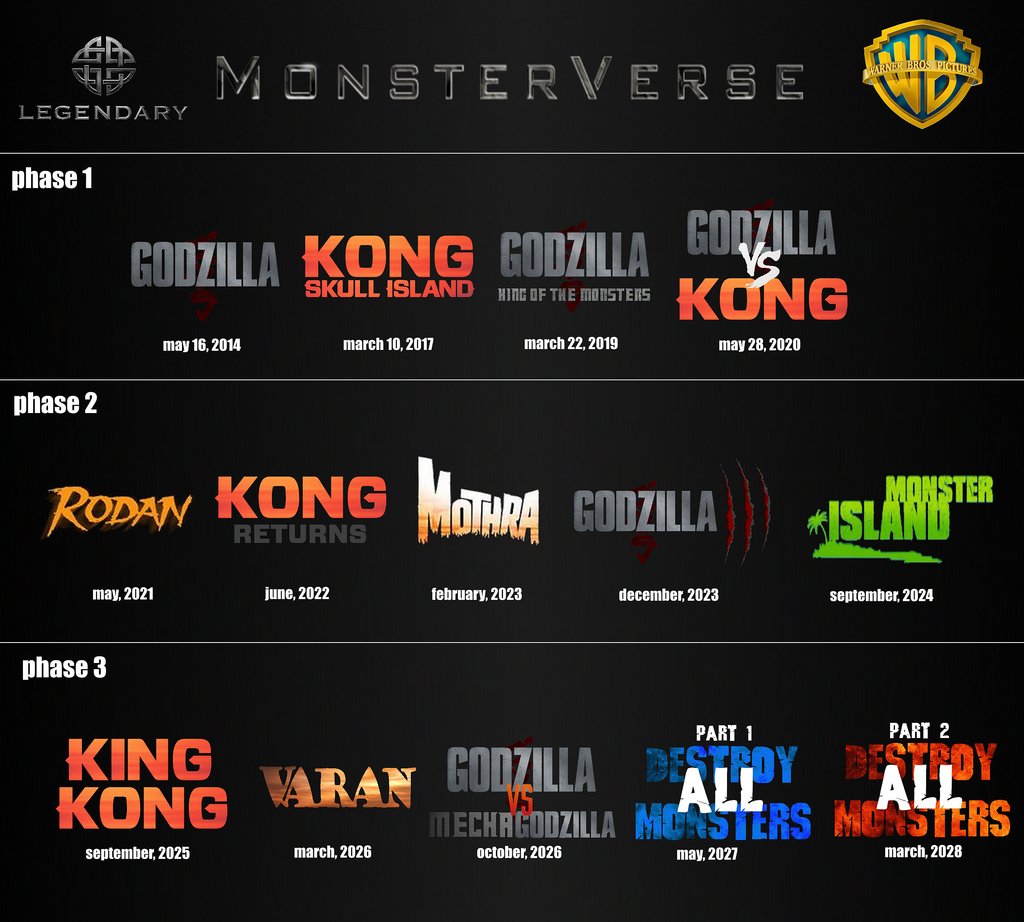 LEGENDARY
MONSTERVERSE
WARNER BROS. PICTURES
WB
phase 1
GODZILLA
may 16, 2014
KONG
SKULL ISLAND
march 10, 2017
GODZILLA
KING OF THE MONSTERS
march 22, 2019
GODZILLA
VS
KONG
may 28, 2020
phase 2
RODAN
may, 2021
KONG
RETURNS
june, 2022
MOTHRA
february, 2023
GODZILLA
december, 2023
MONSTER
ISLAND
september, 2024
phase 3
KING
KONG
september, 2025
VARAN
march, 2026
GODZILLA
VS
MECHAGODZILLA
october, 2026
PART 1
DESTROY
ALL
MONSTERS
may, 2027
PART 2
DESTROY
ALL
MONSTERS
march, 2028